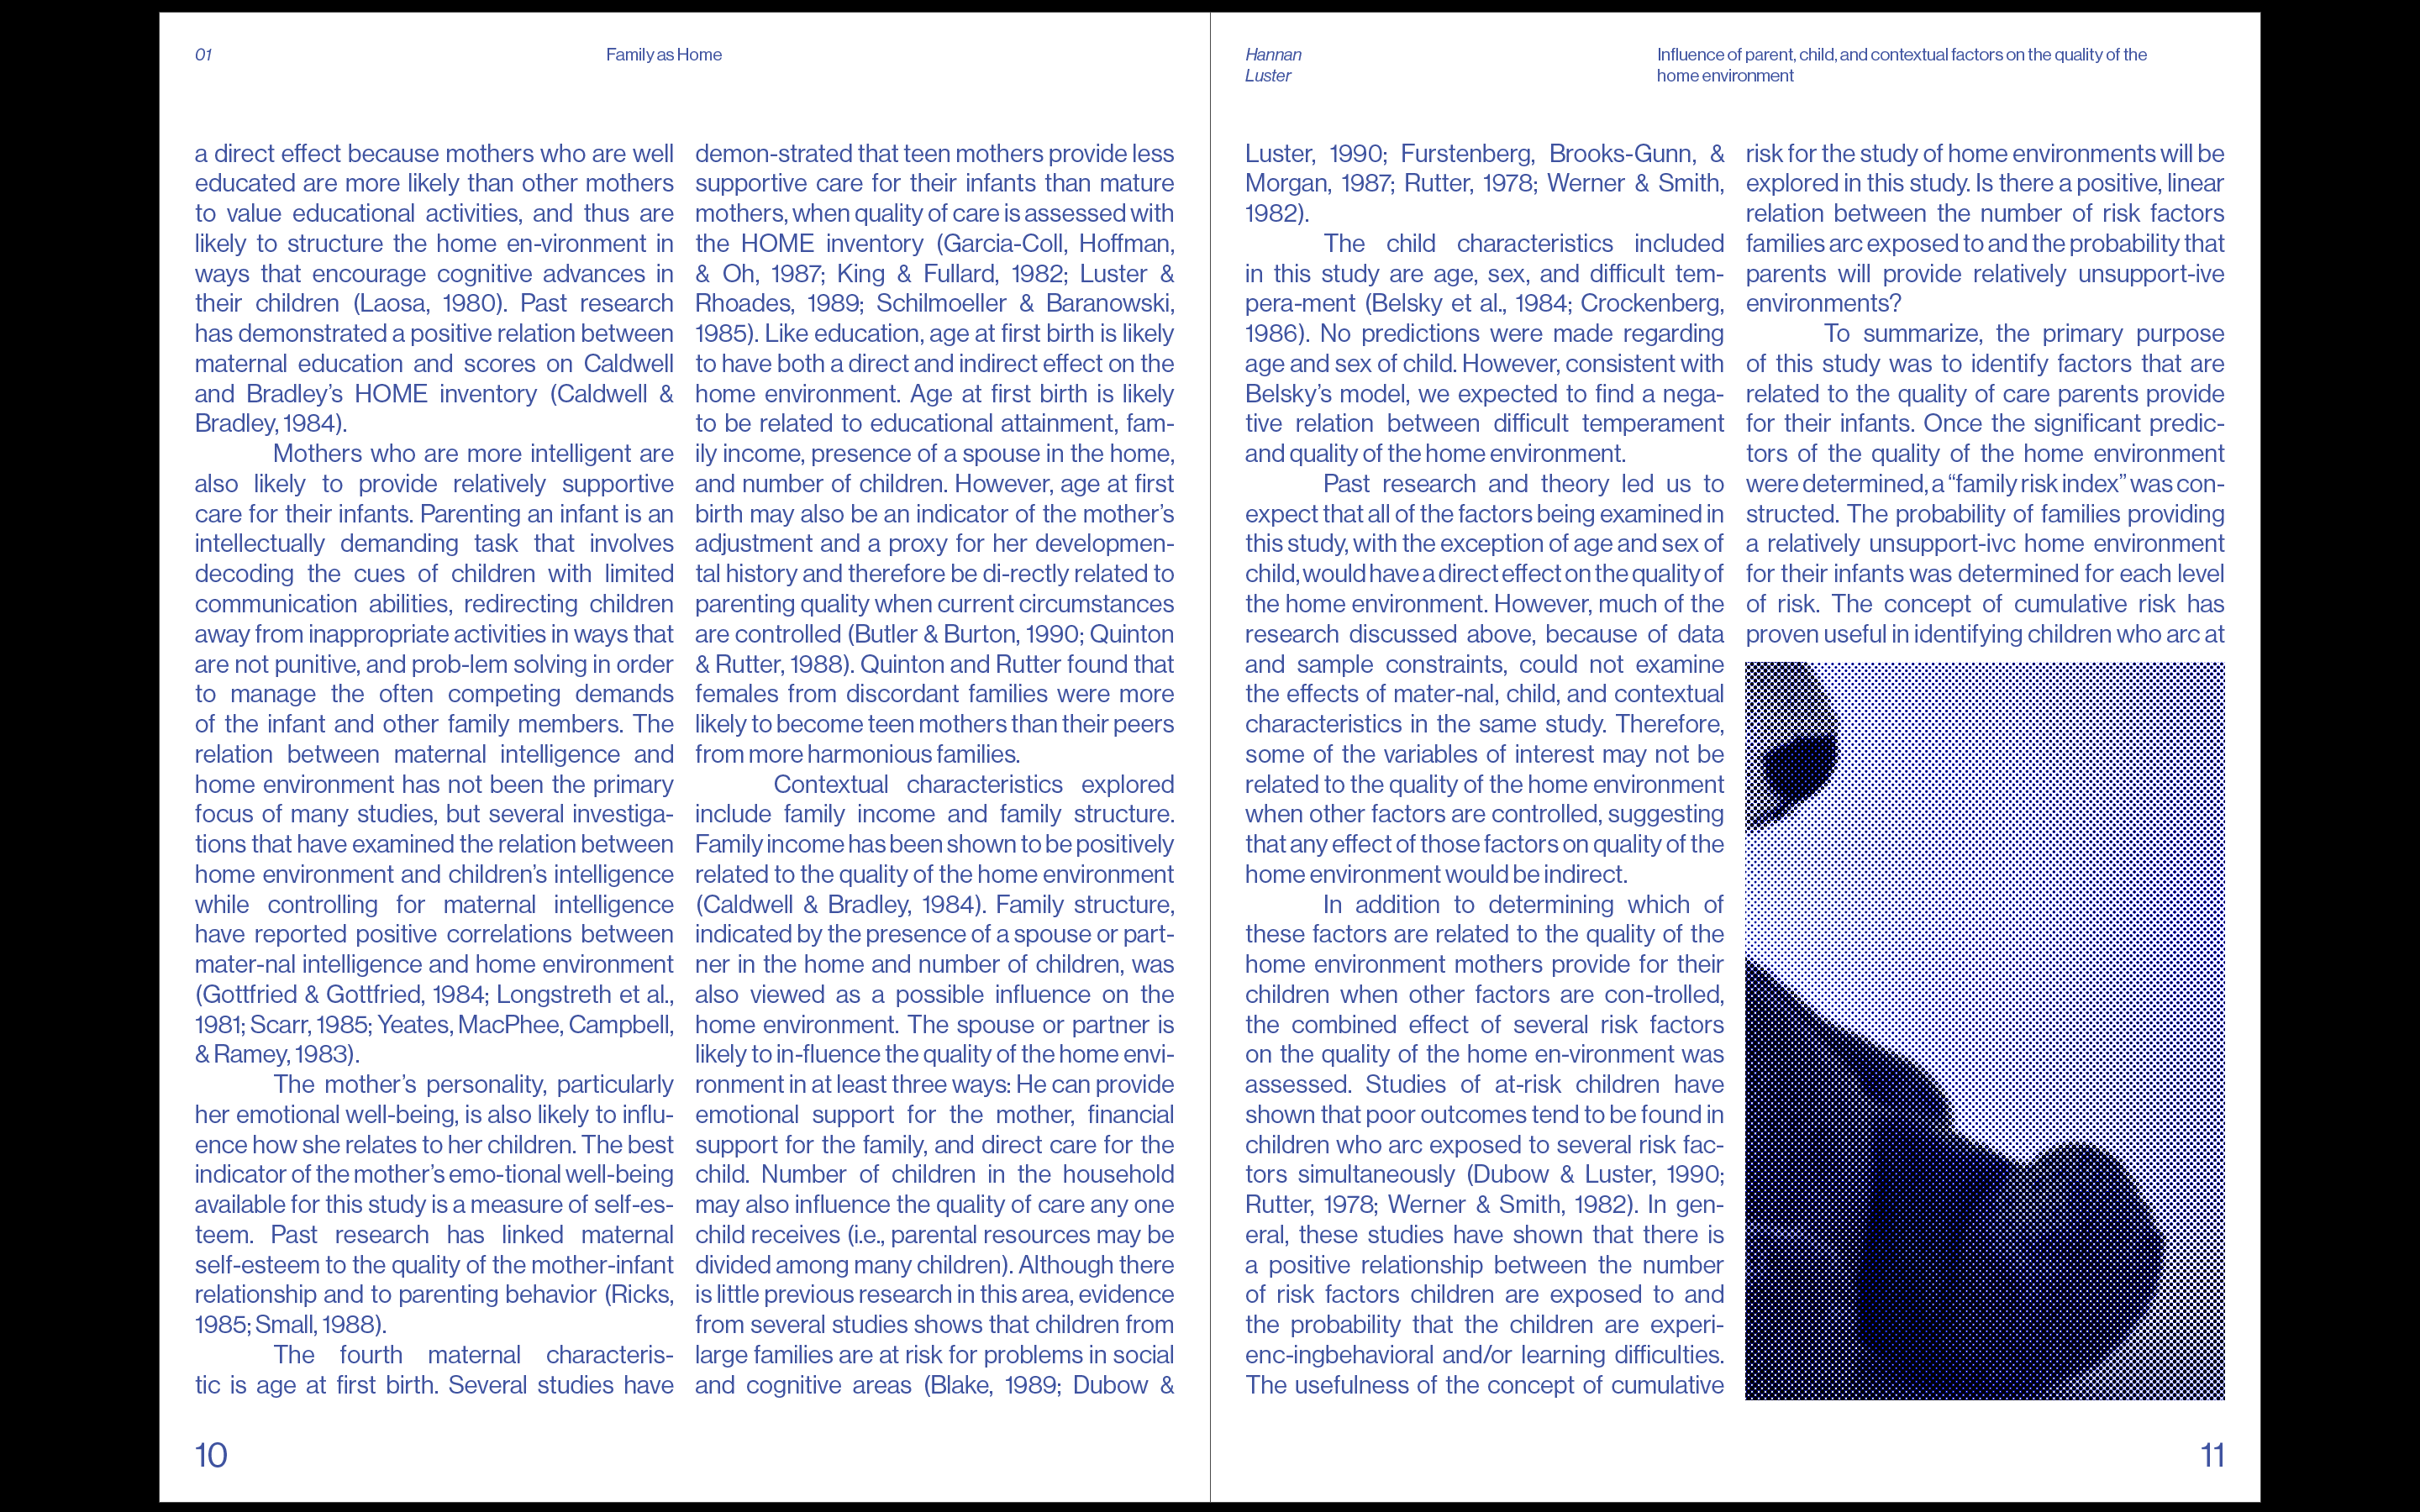 01
Family as Home
a direct effect because mothers who are well
educated are more likely than other mothers
to value educational activities, and thus are
likely to structure the home en-vironment in
ways that encourage cognitive advances in
their children (Laosa, 1980). Past research
has demonstrated a positive relation between
maternal education and scores on Caldwell
and Bradley’s HOME inventory (Caldwell &
Bradley, 1984).
Mothers who are more intelligent are
also likely to provide relatively supportive
care for their infants. Parenting an infant is an
intellectually demanding task that involves
decoding the cues of children with limited
communication abilities, redirecting children
away from inappropriate activities in ways that
are not punitive, and prob-lem solving in order
to manage the often competing demands
of the infant and other family members. The
relation between maternal intelligence and
home environment has not been the primary
focus of many studies, but several investiga-
tions that have examined the relation between
home environment and children’s intelligence
while controlling for maternal intelligence
have reported positive correlations between
mater-nal intelligence and home environment
(Gottfried & Gottfried, 1984; Longstreth et al.,
1981; Scarr, 1985; Yeates, MacPhee, Campbell,
& Ramey, 1983).
The mother’s personality, particularly
her emotional well-being, is also likely to influ-
ence how she relates to her children. The best
indicator of the mother’s emo-tional well-being
available for this study is a measure of self-es-
teem. Past research has linked maternal
self-esteem to the quality of the mother-infant
relationship and to parenting behavior (Ricks,
1985; Small, 1988).
The fourth maternal characteris-
tic is age at first birth. Several studies have
demon-strated that teen mothers provide less
supportive care for their infants than mature
mothers, when quality of care is assessed with
the HOME inventory (Garcia-Coll, Hoffman,
& Oh, 1987; King & Fullard, 1982; Luster &
Rhoades, 1989; Schilmoeller & Baranowski,
1985). Like education, age at first birth is likely
to have both a direct and indirect effect on the
home environment. Age at first birth is likely
to be related to educational attainment, fam-
ily income, presence of a spouse in the home,
and number of children. However, age at first
birth may also be an indicator of the mother’s
adjustment and a proxy for her developmen-
tal history and therefore be di-rectly related to
parenting quality when current circumstances
are controlled (Butler & Burton, 1990; Quinton
& Rutter, 1988). Quinton and Rutter found that
females from discordant families were more
likely to become teen mothers than their peers
from more harmonious families.
Contextual characteristics explored
include family income and family structure.
Family income has been shown to be positively
related to the quality of the home environment
(Caldwell & Bradley, 1984). Family structure,
indicated by the presence of a spouse or part-
ner in the home and number of children, was
also viewed as a possible influence on the
home environment. The spouse or partner is
likely to in-fluence the quality of the home envi-
ronment in at least three ways: He can provide
emotional support for the mother, financial
support for the family, and direct care for the
child. Number of children in the household
may also influence the quality of care any one
child receives (i.e., parental resources may be
divided among many children). Although there
is little previous research in this area, evidence
from several studies shows that children from
large families are at risk for problems in social
and cognitive areas (Blake, 1989; Dubow &
10
Hannan
Luster
Influence of parent, child, and contextual factors on the quality of the
home environment
Luster, 1990; Furstenberg, Brooks-Gunn, &
Morgan, 1987; Rutter, 1978; Werner & Smith,
1982).
The child characteristics included
in this study are age, sex, and difficult tem-
pera-ment (Belsky et al., 1984; Crockenberg,
1986). No predictions were made regarding
age and sex of child. However, consistent with
Belsky’s model, we expected to find a nega-
tive relation between difficult temperament
and quality of the home environment.
Past research and theory led us to
expect that all of the factors being examined in
this study, with the exception of age and sex of
child, would have a direct effect on the quality of
the home environment. However, much of the
research discussed above, because of data
and sample constraints, could not examine
the effects of mater-nal, child, and contextual
characteristics in the same study. Therefore,
some of the variables of interest may not be
related to the quality of the home environment
when other factors are controlled, suggesting
that any effect of those factors on quality of the
home environment would be indirect.
In addition to determining which of
these factors are related to the quality of the
home environment mothers provide for their
children when other factors are con-trolled,
the combined effect of several risk factors
on the quality of the home en-vironment was
assessed. Studies of at-risk children have
shown that poor outcomes tend to be found in
children who arc exposed to several risk fac-
tors simultaneously (Dubow & Luster, 1990;
Rutter, 1978; Werner & Smith, 1982). In gen-
eral, these studies have shown that there is
a positive relationship between the number
of risk factors children are exposed to and
the probability that the children are experi-
enc-ingbehavioral and/or learning difficulties.
The usefulness of the concept of cumulative
risk for the study of home environments will be
explored in this study. Is there a positive, linear
relation between the number of risk factors
families arc exposed to and the probability that
parents will provide relatively unsupport-ive
environments?
To summarize, the primary purpose
of this study was to identify factors that are
related to the quality of care parents provide
for their infants. Once the significant predic-
tors of the quality of the home environment
were determined, a “family risk index” was con-
structed. The probability of families providing
a relatively unsupport-ivc home environment
for their infants was determined for each level
of risk. The concept of cumulative risk has
proven useful in identifying children who arc at
11